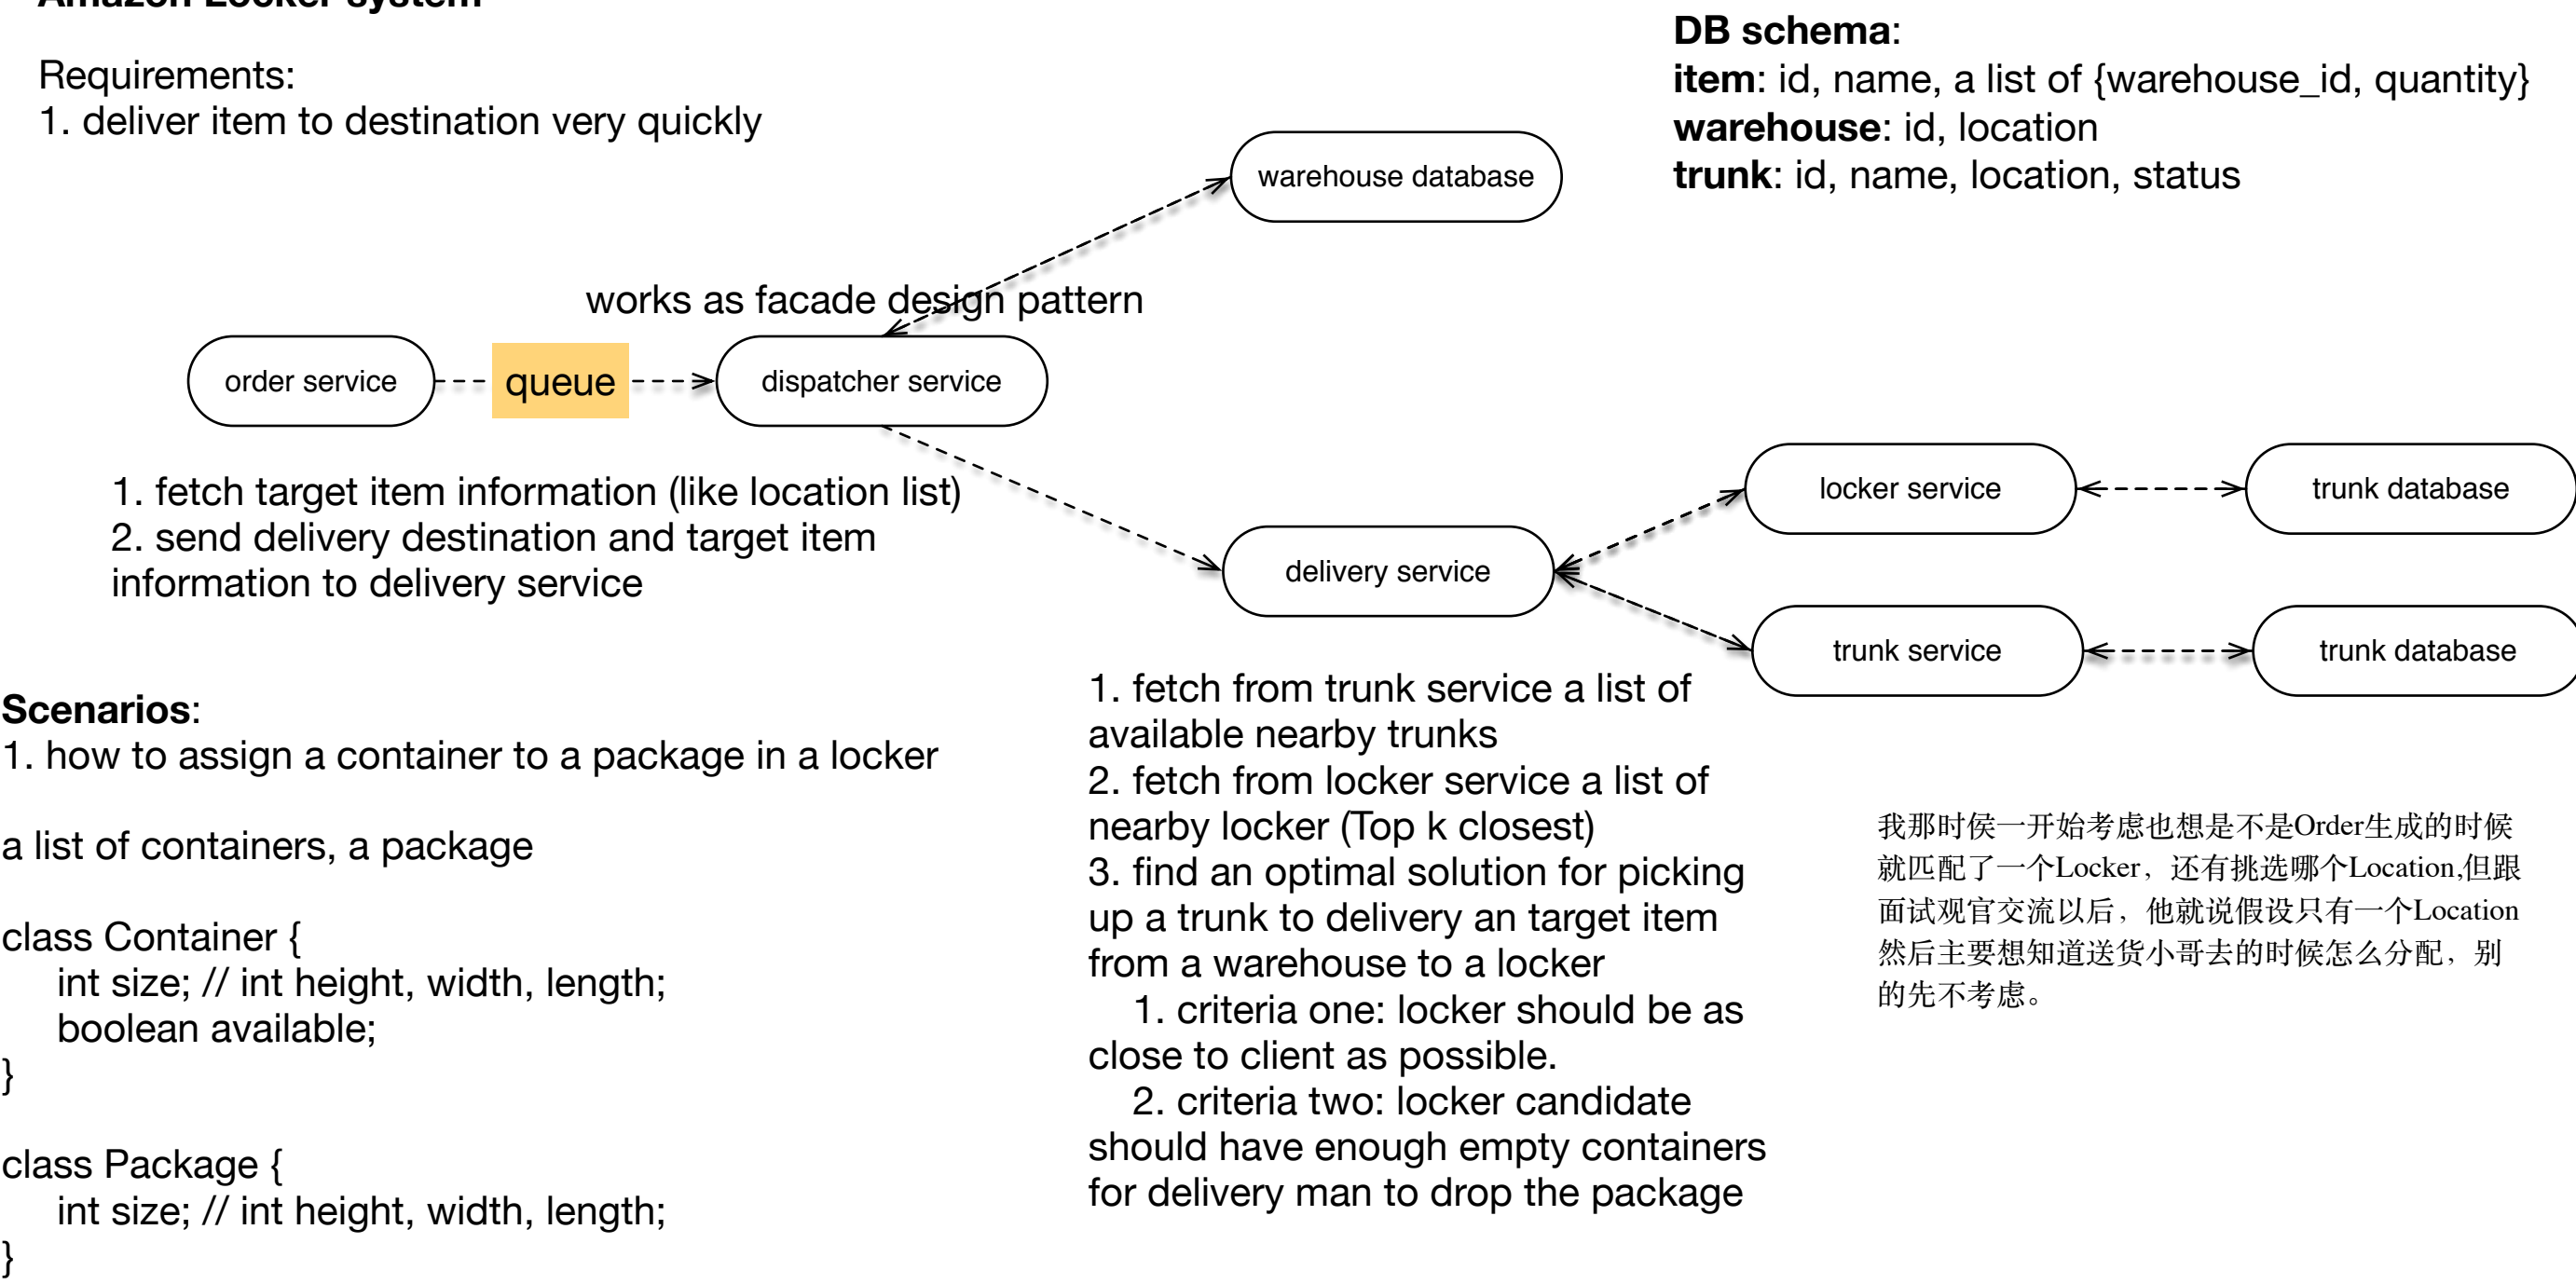 Amazon Locker system
Requirements:
1. deliver item to destination very quickly
DB schema:
item: id, name, a list of {warehouse_id, quantity}
warehouse: id, location
trunk: id, name, location, status
warehouse database
works as facade design pattern
order service
queue
dispatcher service
1. fetch target item information (like location list)
2. send delivery destination and target item
information to delivery service
locker service
trunk database
delivery service
trunk service
trunk database
Scenarios:
1. how to assign a container to a package in a locker
a list of containers, a package
class Container {
int size; // int height, width, length;
boolean available;
}
class Package {
int size; // int height, width, length;
}
1. fetch from trunk service a list of
available nearby trunks
2. fetch from locker service a list of
nearby locker (Top k closest)
3. find an optimal solution for picking
up a trunk to delivery an target item
from a warehouse to a locker
1. criteria one: locker should be as
close to client as possible.
2. criteria two: locker candidate
should have enough empty containers
for delivery man to drop the package
我那时侯一开始考虑也想是不是Order生成的时候
就匹配了一个Locker，还有挑选哪个Location,但跟
面试观官交流以后，他就说假设只有一个Location
然后主要想知道送货小哥去的时候怎么分配，别
的先不考虑。